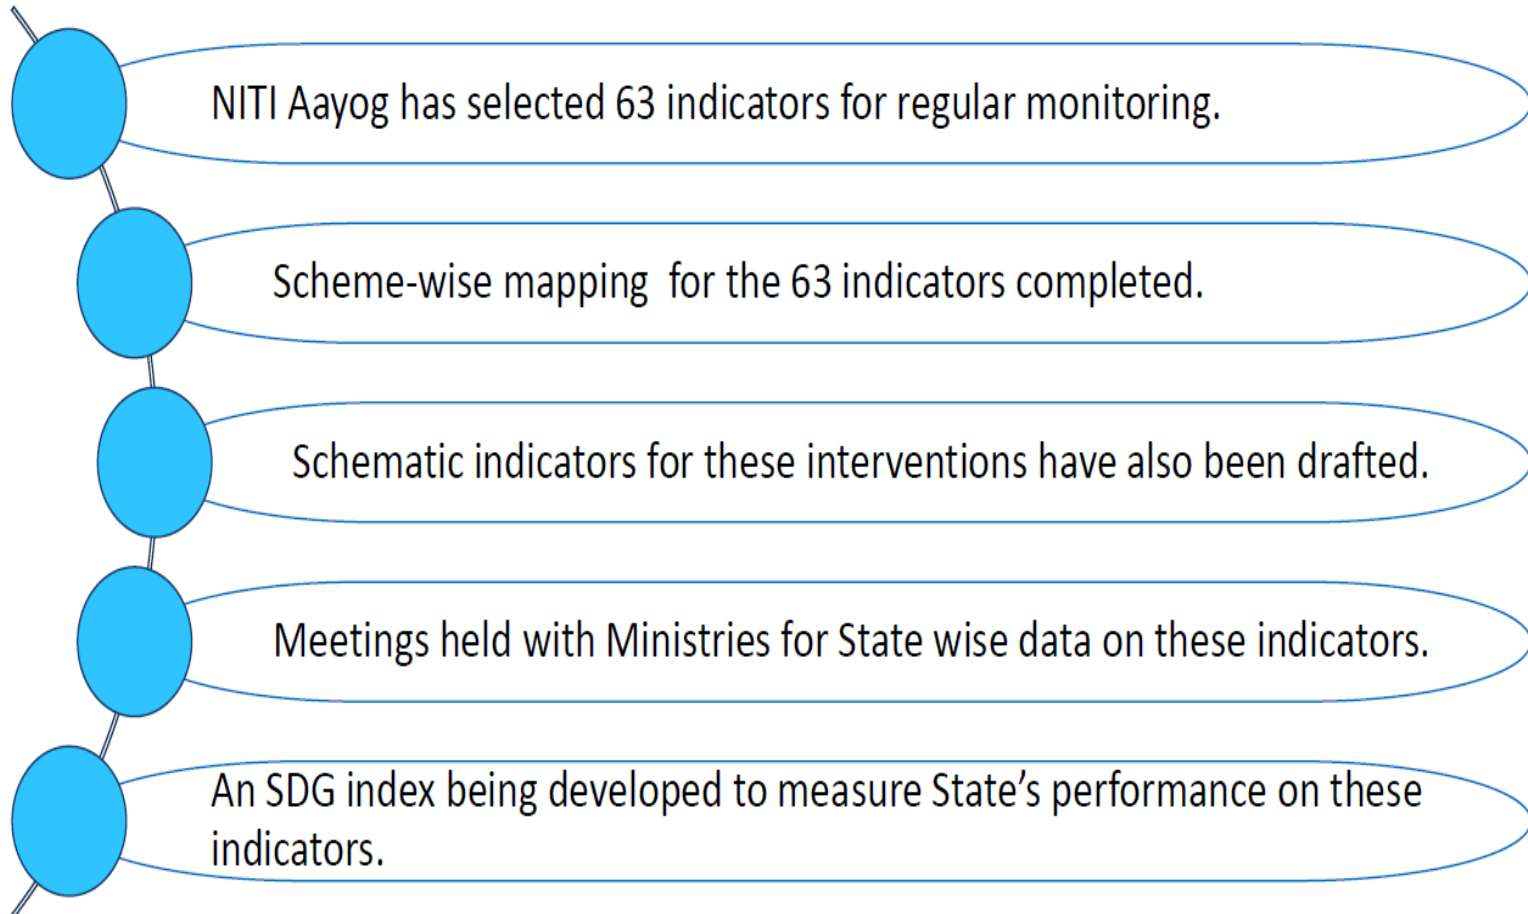 NITI Aayog has selected 63 indicators for regular monitoring.
Scheme-wise mapping  for the 63 indicators completed.
Schematic indicators for these interventions have also been drafted.
Meetings held with Ministries for State wise data on these indicators.
An SDG index being developed to measure State’s performance on these
indicators.